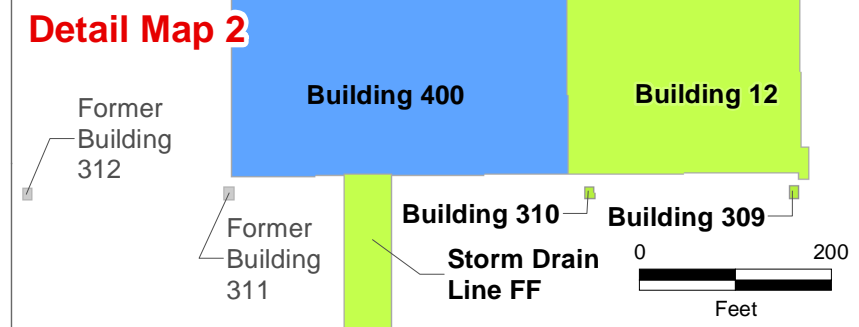 Detail Map 2
Building 400
Building 12
Former
Building
312
Former
Building
311
Building 310
Building 309
Storm Drain
Line FF
0
200
Feet